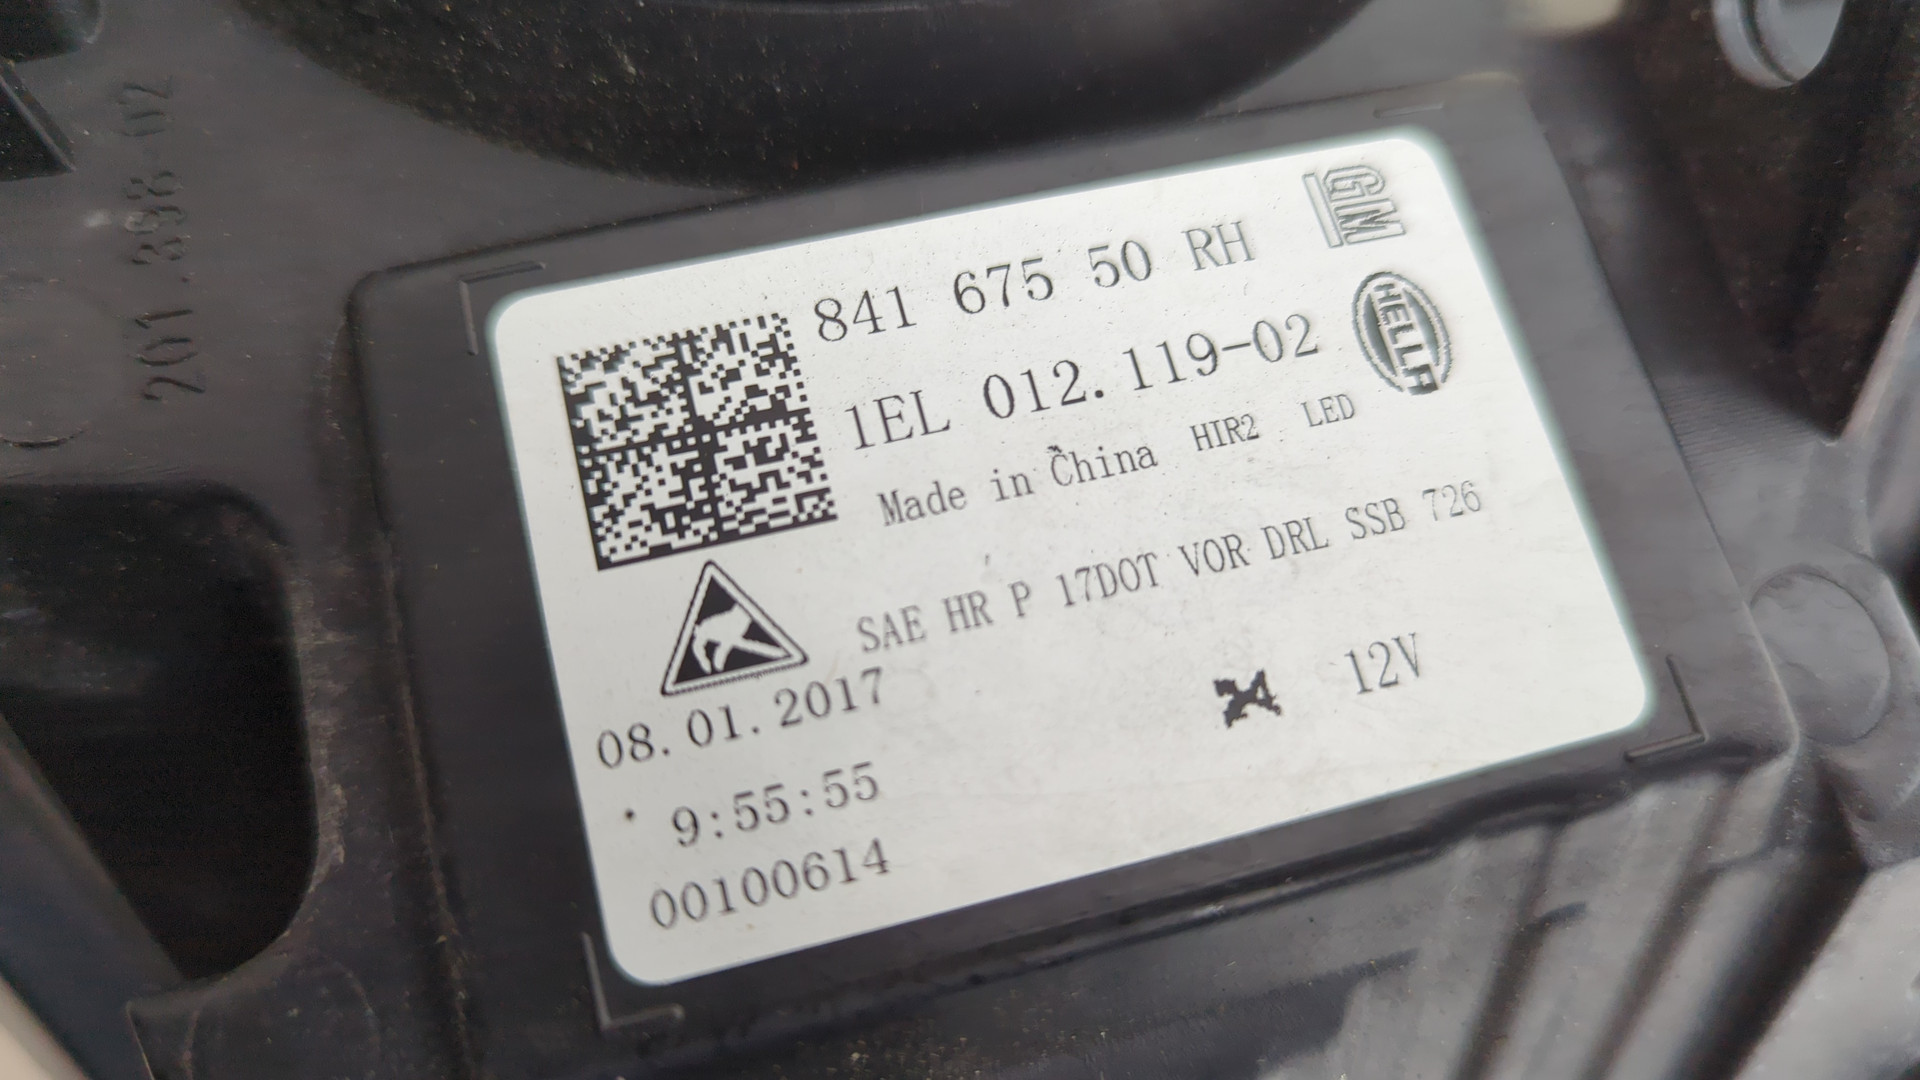 201.398-02
841 675 50 RH
GM
1EL 012.119-02
HELLA
Made in China HIR2 LED
SAE HR P 17DOT VOR DRL SSB 726
12V
08.01.2017
9:55:55
00100614